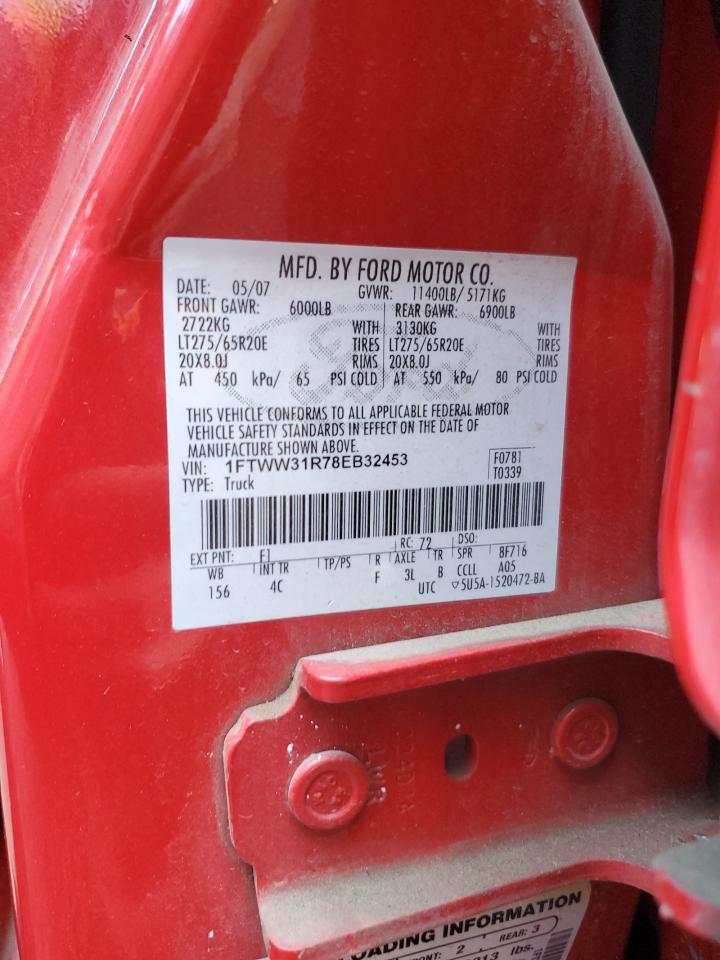 MFD. BY FORD MOTOR CO.
DATE: 05/07 GVWR: 11400LB/ 5171KG
FRONT GAWR: 6000LB REAR GAWR: 6900LB
2722KG WITH 3130KG WITH
LT275/65R20E TIRES LT275/65R20E TIRES
20X8.0J RIMS 20X8.0J RIMS
AT 450 kPa/ 65 PSI COLD AT 550 kPa/ 80 PSI COLD
THIS VEHICLE CONFORMS TO ALL APPLICABLE FEDERAL MOTOR
VEHICLE SAFETY STANDARDS IN EFFECT ON THE DATE OF
MANUFACTURE SHOWN ABOVE.
VIN: 1FTWW31R78EB32453 F0781
TYPE: Truck T0339
EXT PNT: F1 RC: 72 DSO:
WB INT TR TP/PS R AXLE TR SPR 8F716
156 4C F 3L B CCLL A05
UTC ▽5U5A-1520472-BA
OADING INFORMATION
2 REAR: 3
lbs.